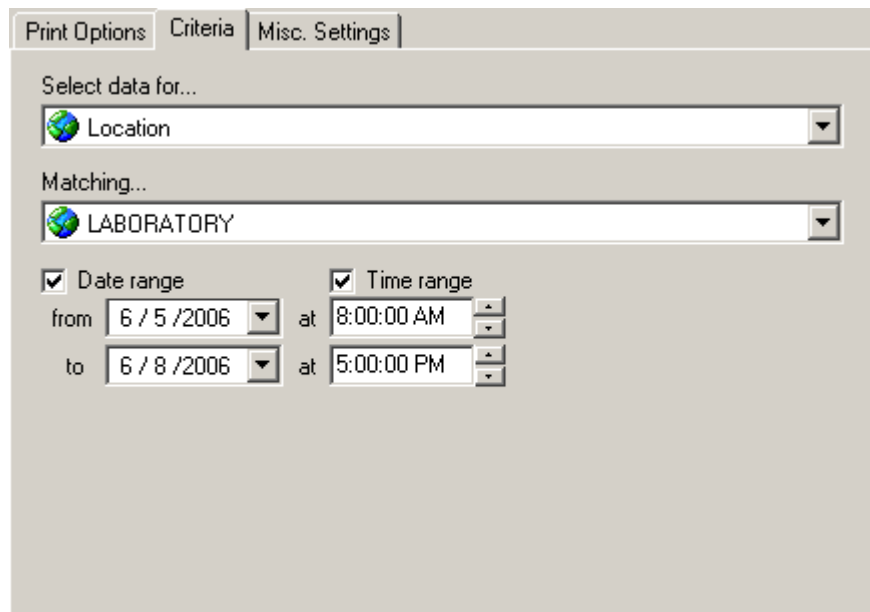 Print Options Criteria Misc. Settings
Select data for...
Location
Matching...
LABORATORY
Date range Time range
from 6 / 5 /2006 at 8:00:00 AM
to 6 / 8 /2006 at 5:00:00 PM